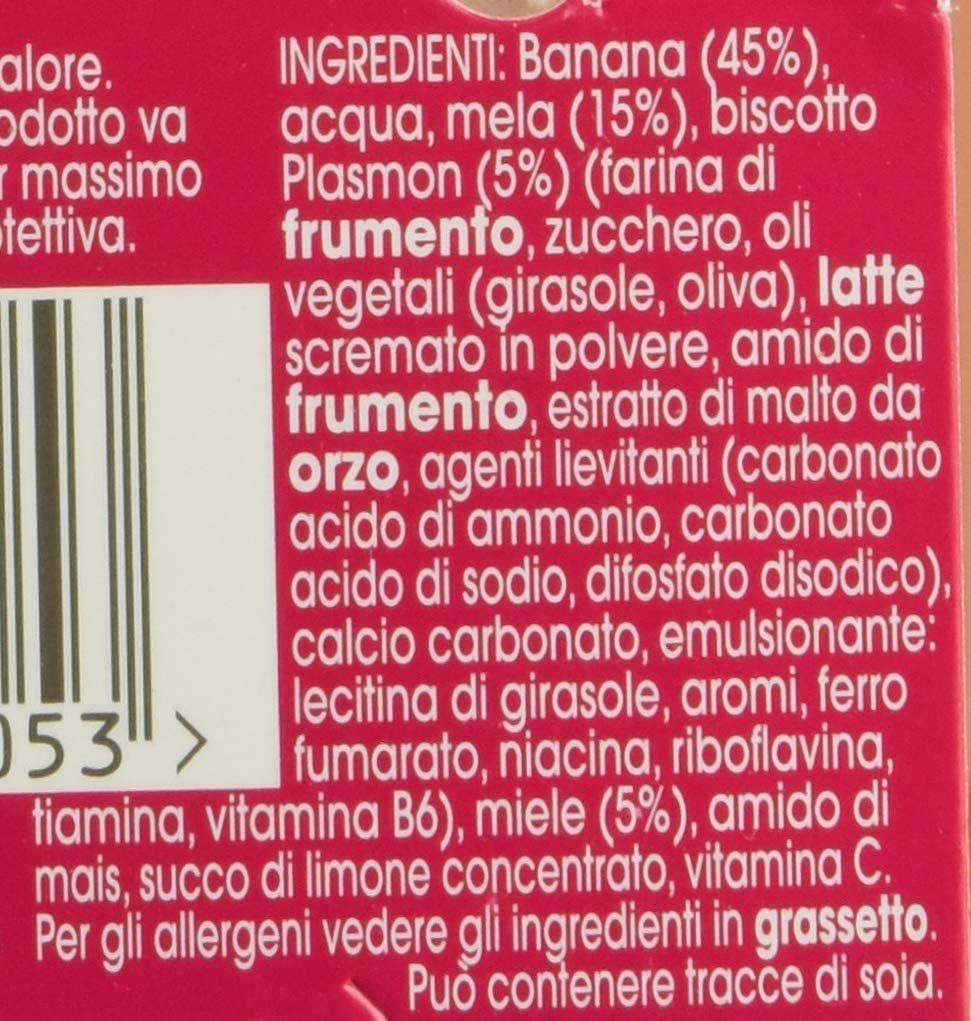 alore.
odotto va
r massimo
tettiva.
INGREDIENTI: Banana (45%),
acqua, mela (15%), biscotto
Plasmon (5%) (farina di
frumento, zucchero, oli
vegetali (girasole, oliva), latte
scremato in polvere, amido di
frumento, estratto di malto da
orzo, agenti lievitanti (carbonato
acido di ammonio, carbonato
acido di sodio, difosfato disodico),
calcio carbonato, emulsionante:
lecitina di girasole, aromi, ferro
fumarato, niacina, riboflavina,
tiamina, vitamina B6), miele (5%), amido di
mais, succo di limone concentrato, vitamina C.
Per gli allergeni vedere gli ingredienti in grassetto.
Può contenere tracce di soia.
053 >